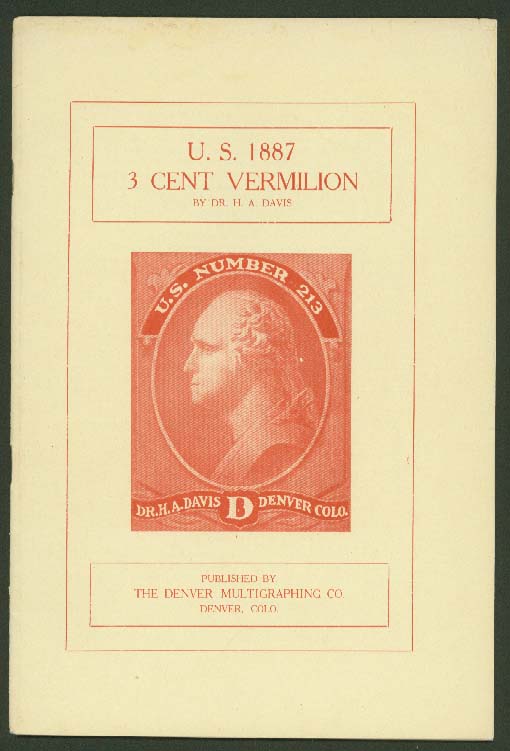 U. S. 1887
3 CENT VERMILION
BY DR. H. A. DAVIS
U.S. NUMBER 213
DR. H. A. DAVIS D DENVER COLO.
PUBLISHED BY
THE DENVER MULTIGRAPHING CO.
DENVER, COLO.